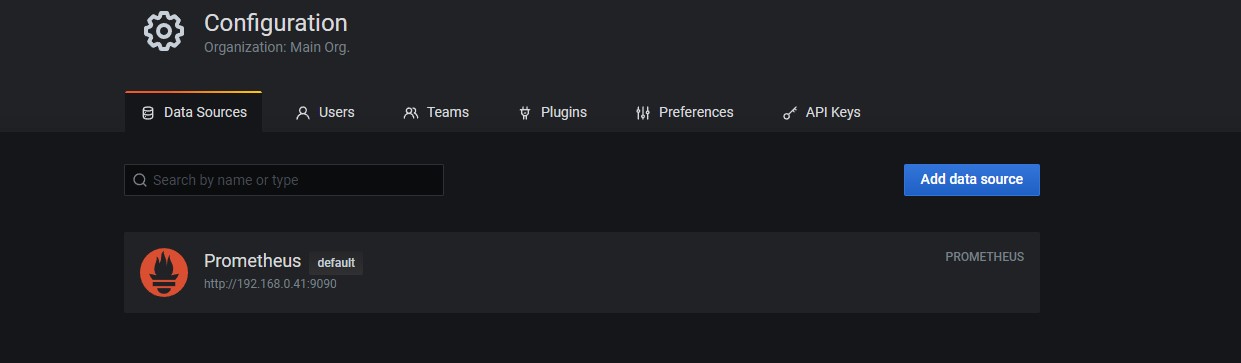 Configuration
Organization: Main Org.
Data Sources
Users
Teams
Plugins
Preferences
API Keys
Search by name or type
Add data source
Prometheus default
PROMETHEUS
http://192.168.0.41:9090